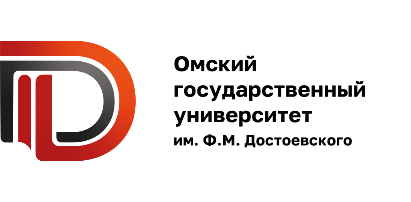 Омский
государственный
университет
им. Ф.М. Достоевского